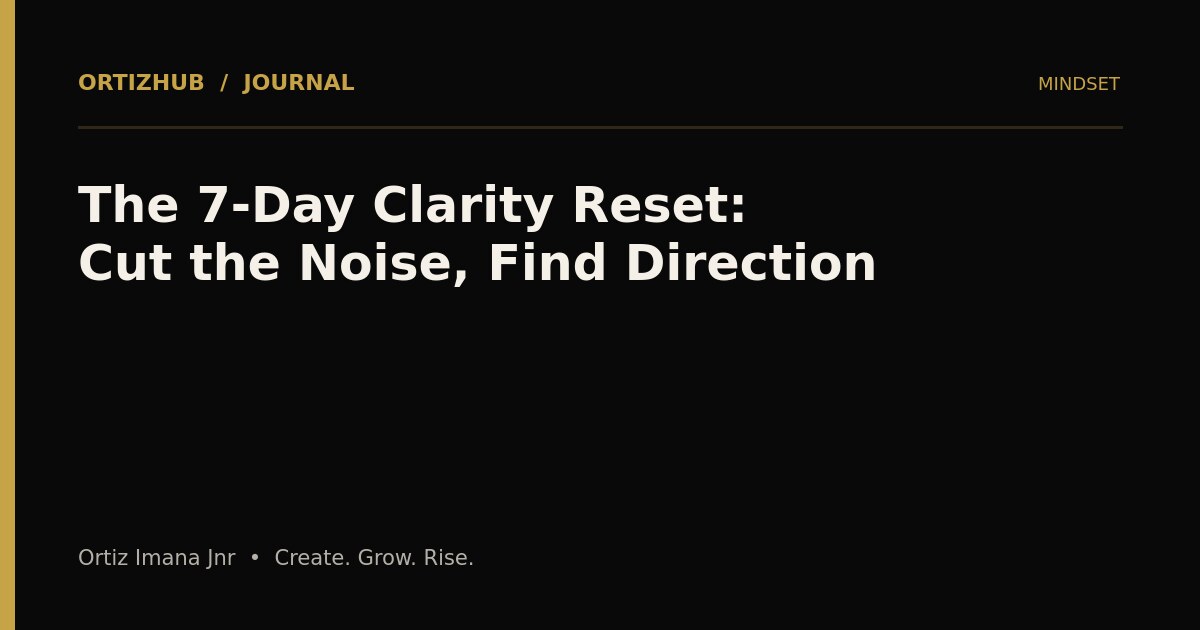 ORTIZHUB / JOURNAL
MINDSET
The 7-Day Clarity Reset:
Cut the Noise, Find Direction
Ortiz Imana Jnr • Create. Grow. Rise.